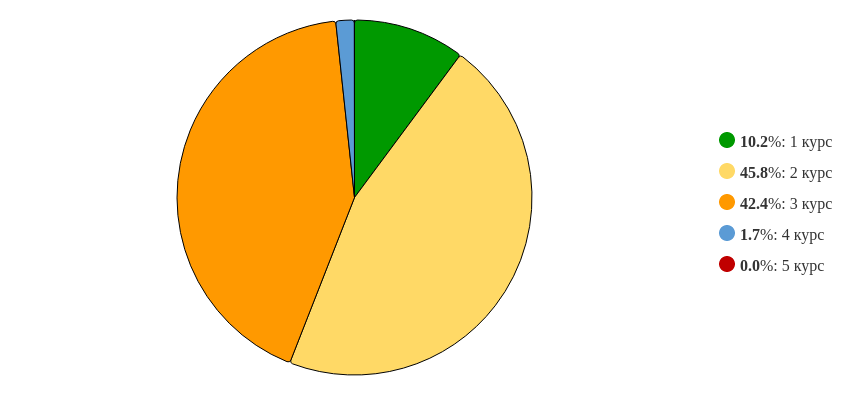 10.2%: 1 курс
45.8%: 2 курс
42.4%: 3 курс
1.7%: 4 курс
0.0%: 5 курс